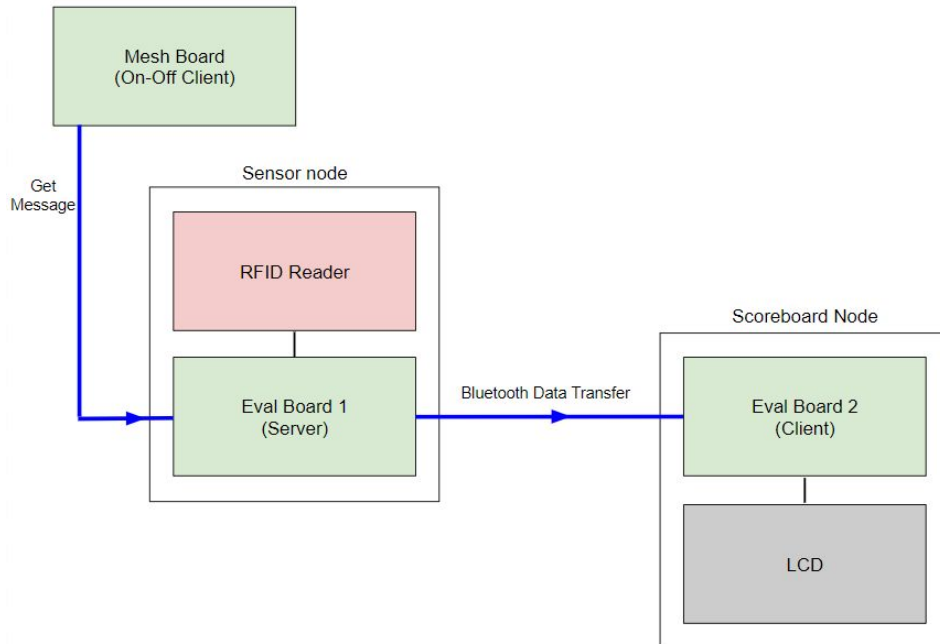 Mesh Board
(On-Off Client)
Get
Message
Sensor node
RFID Reader
Eval Board 1
(Server)
Bluetooth Data Transfer
Scoreboard Node
Eval Board 2
(Client)
LCD